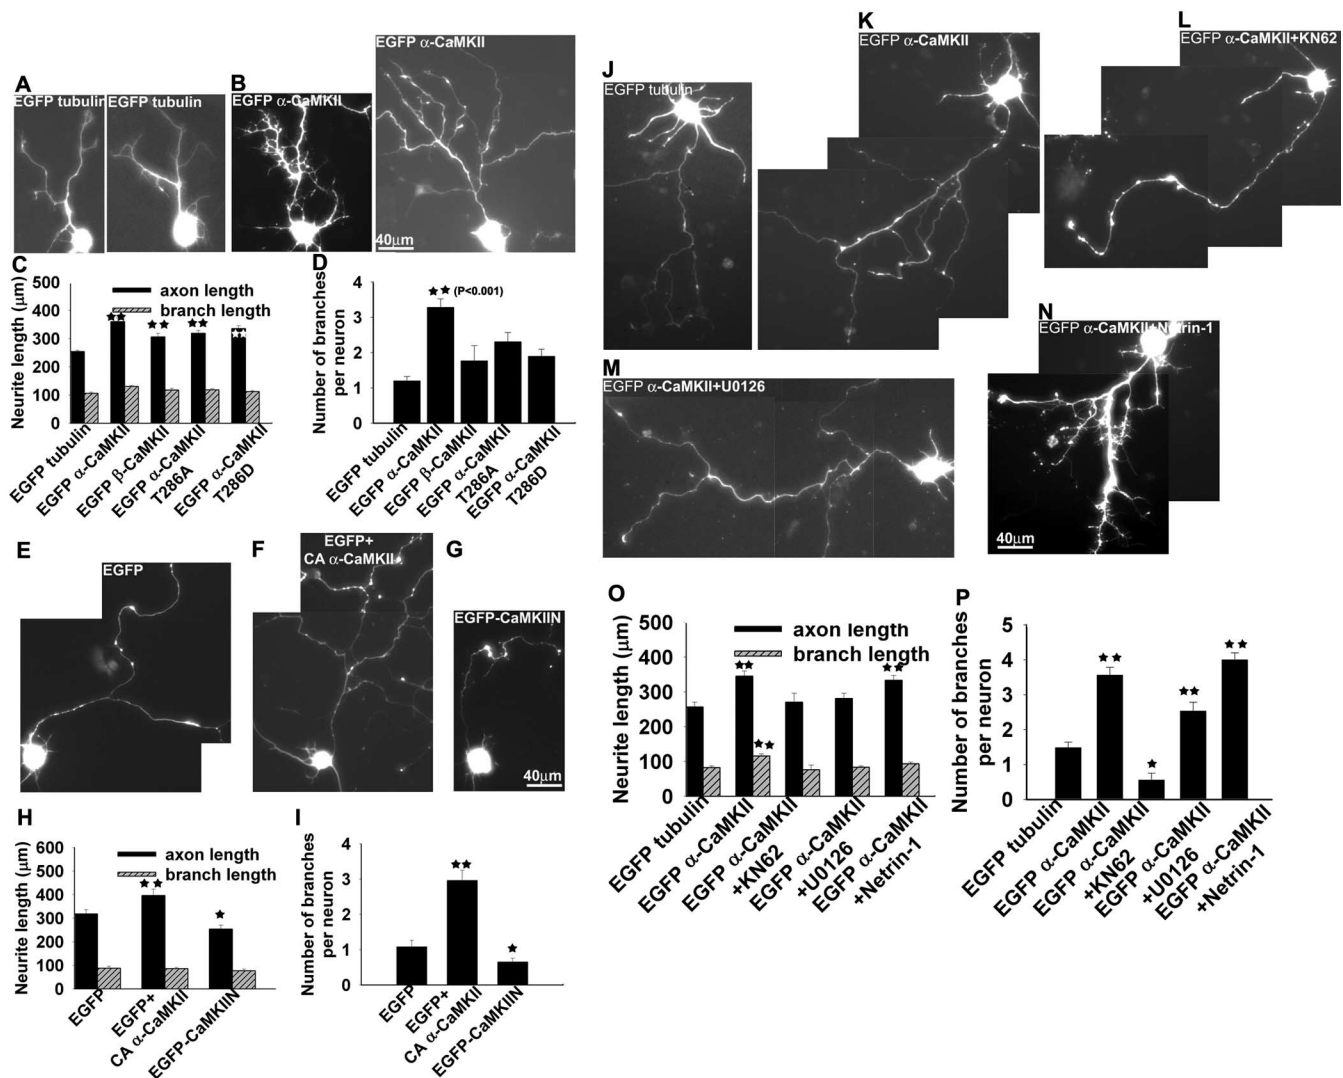 A
EGFP tubulin
EGFP tubulin
B
EGFP α-CaMKII
EGFP α-CaMKII
40μm
C
Neurite length (μm)
500
400
300
200
100
0
axon length
branch length
★★
★★
★★
★★
EGFP tubulin
EGFP α-CaMKII
EGFP β-CaMKII
EGFP α-CaMKII
T286A
EGFP α-CaMKII
T286D
D
Number of branches
per neuron
4
3
2
1
0
★★ (P<0.001)
EGFP tubulin
EGFP α-CaMKII
EGFP β-CaMKII
EGFP α-CaMKII
T286A
EGFP α-CaMKII
T286D
E
EGFP
F
EGFP+
CA α-CaMKII
G
EGFP-CaMKIIN
40μm
H
Neurite length (μm)
600
500
400
300
200
100
0
axon length
branch length
★★
★
EGFP
EGFP+
CA α-CaMKII
EGFP-CaMKIIN
I
Number of branches
per neuron
4
3
2
1
0
★★
★
EGFP
EGFP+
CA α-CaMKII
EGFP-CaMKIIN
J
EGFP tubulin
K
EGFP α-CaMKII
L
EGFP α-CaMKII+KN62
M
EGFP α-CaMKII+U0126
N
EGFP α-CaMKII+Netrin-1
40μm
O
Neurite length (μm)
500
400
300
200
100
0
axon length
branch length
★★
★★
★★
EGFP tubulin
EGFP α-CaMKII
EGFP α-CaMKII
+KN62
EGFP α-CaMKII
+U0126
EGFP α-CaMKII
+Netrin-1
P
Number of branches
per neuron
5
4
3
2
1
0
★★
★
★★
★★
EGFP tubulin
EGFP α-CaMKII
EGFP α-CaMKII
+KN62
EGFP α-CaMKII
+U0126
EGFP α-CaMKII
+Netrin-1